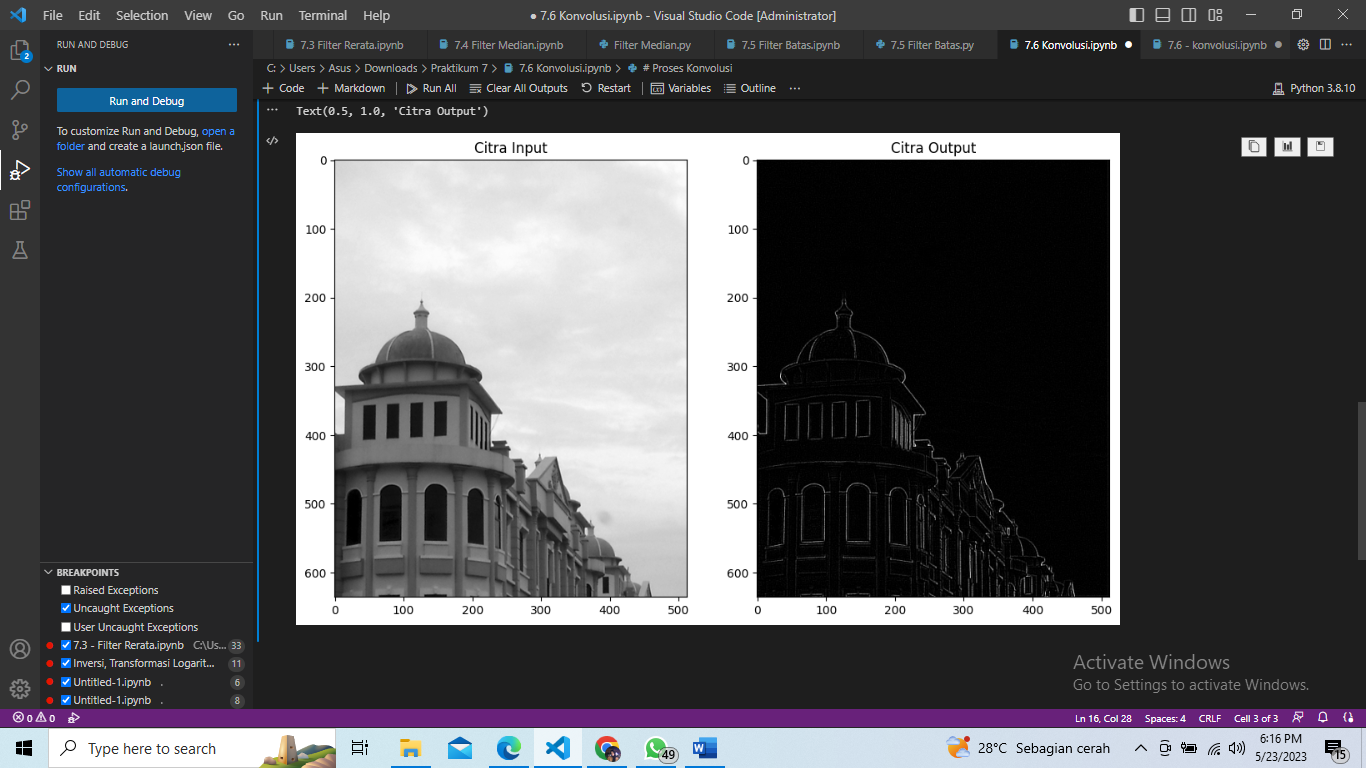 File Edit Selection View Go Run Terminal Help
● 7.6 Konvolusi.ipynb - Visual Studio Code [Administrator]
2
RUN AND DEBUG
RUN
Run and Debug
To customize Run and Debug, open a
folder and create a launch.json file.
Show all automatic debug
configurations.
7.3 Filter Rerata.ipynb 7.4 Filter Median.ipynb Filter Median.py 7.5 Filter Batas.ipynb 7.5 Filter Batas.py 7.6 Konvolusi.ipynb 7.6 - konvolusi.ipynb
C: > Users > Asus > Downloads > Praktikum 7 > 7.6 Konvolusi.ipynb > # Proses Konvolusi
+ Code + Markdown Run All Clear All Outputs Restart Variables Outline ... Python 3.8.10
Text(0.5, 1.0, 'Citra Output')
Citra Input
0
100
200
300
400
500
600
0 100 200 300 400 500
Citra Output
0
100
200
300
400
500
600
0 100 200 300 400 500
BREAKPOINTS
Raised Exceptions
Uncaught Exceptions
User Uncaught Exceptions
7.3 - Filter Rerata.ipynb C:\Us... 33
Inversi, Transformasi Logarit... 11
Untitled-1.ipynb . 6
Untitled-1.ipynb . 8
Activate Windows
Go to Settings to activate Windows.
0 0 Ln 16, Col 28 Spaces: 4 CRLF Cell 3 of 3
Type here to search
49
28°C Sebagian cerah
6:16 PM
5/23/2023
15